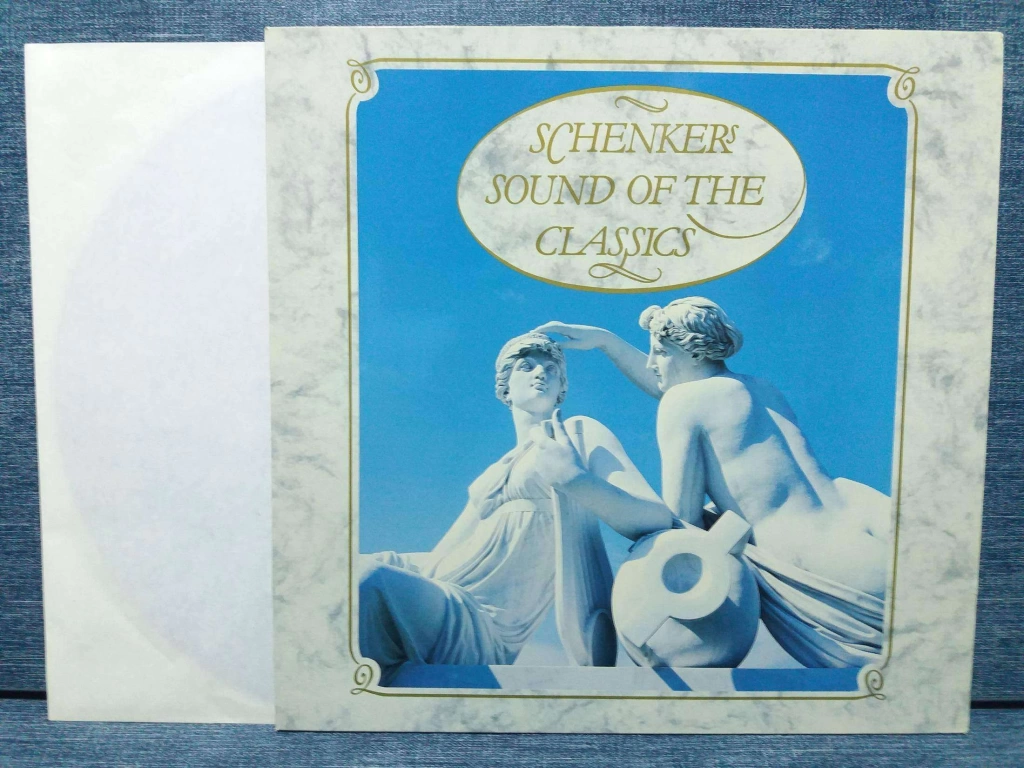 SCHENKERS
SOUND OF THE
CLASSICS